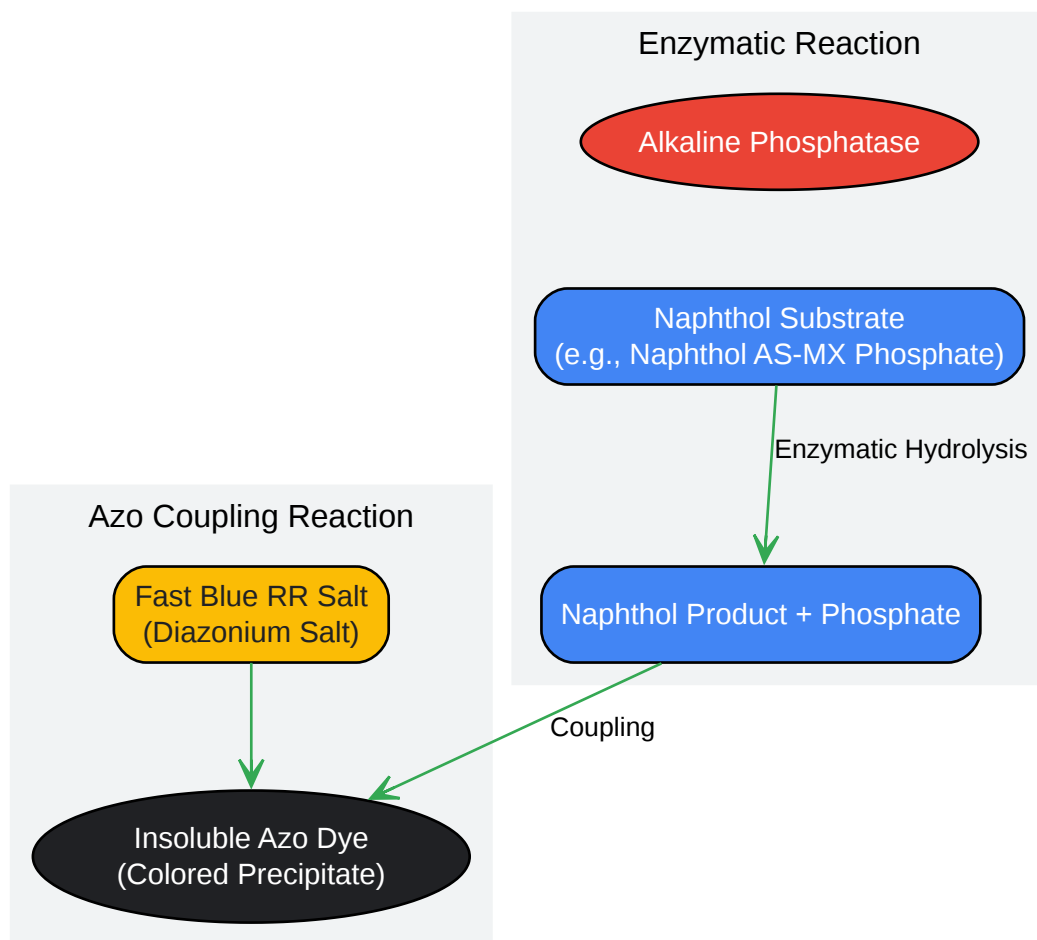 Enzymatic Reaction
Alkaline Phosphatase
Naphthol Substrate
(e.g., Naphthol AS-MX Phosphate)
Enzymatic Hydrolysis
Naphthol Product + Phosphate
Azo Coupling Reaction
Fast Blue RR Salt
(Diazonium Salt)
Coupling
Insoluble Azo Dye
(Colored Precipitate)